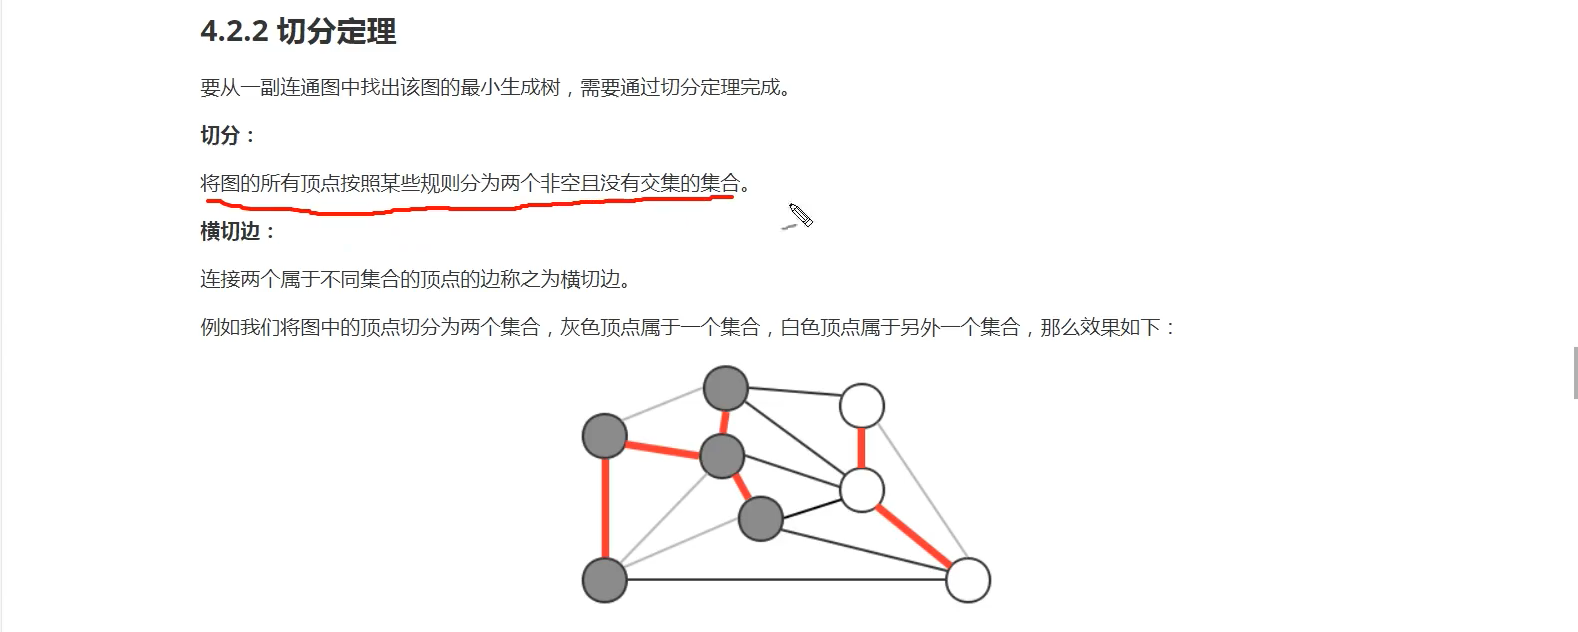 4.2.2 切分定理
要从一副连通图中找出该图的最小生成树，需要通过切分定理完成。
切分：
将图的所有顶点按照某些规则分为两个非空且没有交集的集合。
横切边：
连接两个属于不同集合的顶点的边称之为横切边。
例如我们将图中的顶点切分为两个集合，灰色顶点属于一个集合，白色顶点属于另外一个集合，那么效果如下：